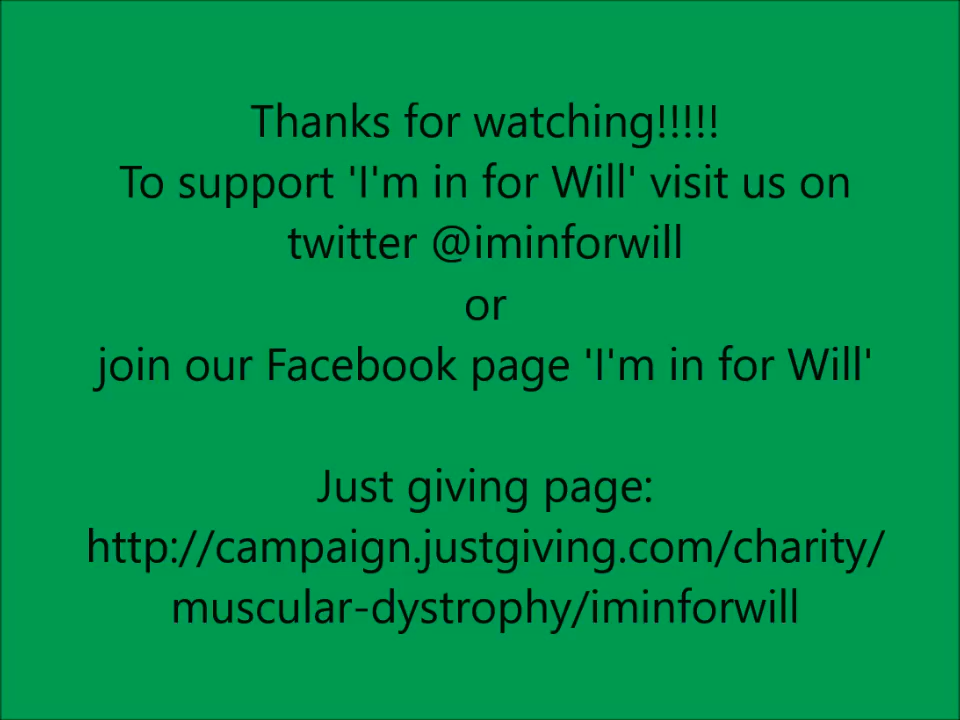 Thanks for watching!!!!!
To support 'I'm in for Will' visit us on
twitter @iminforwill
or
join our Facebook page 'I'm in for Will'
Just giving page:
http://campaign.justgiving.com/charity/
muscular-dystrophy/iminforwill